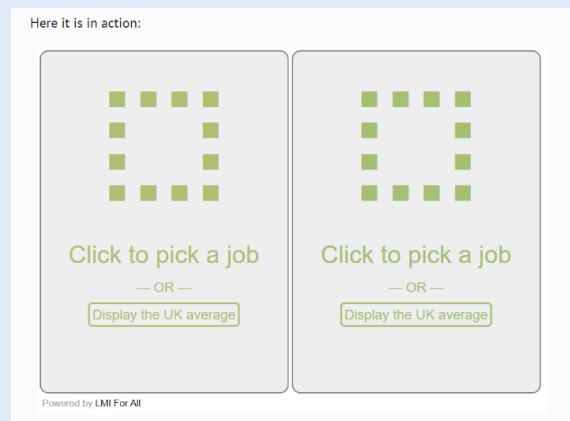 Here it is in action:
Click to pick a job
— OR —
Display the UK average
Click to pick a job
— OR —
Display the UK average
Powered by LMI For All